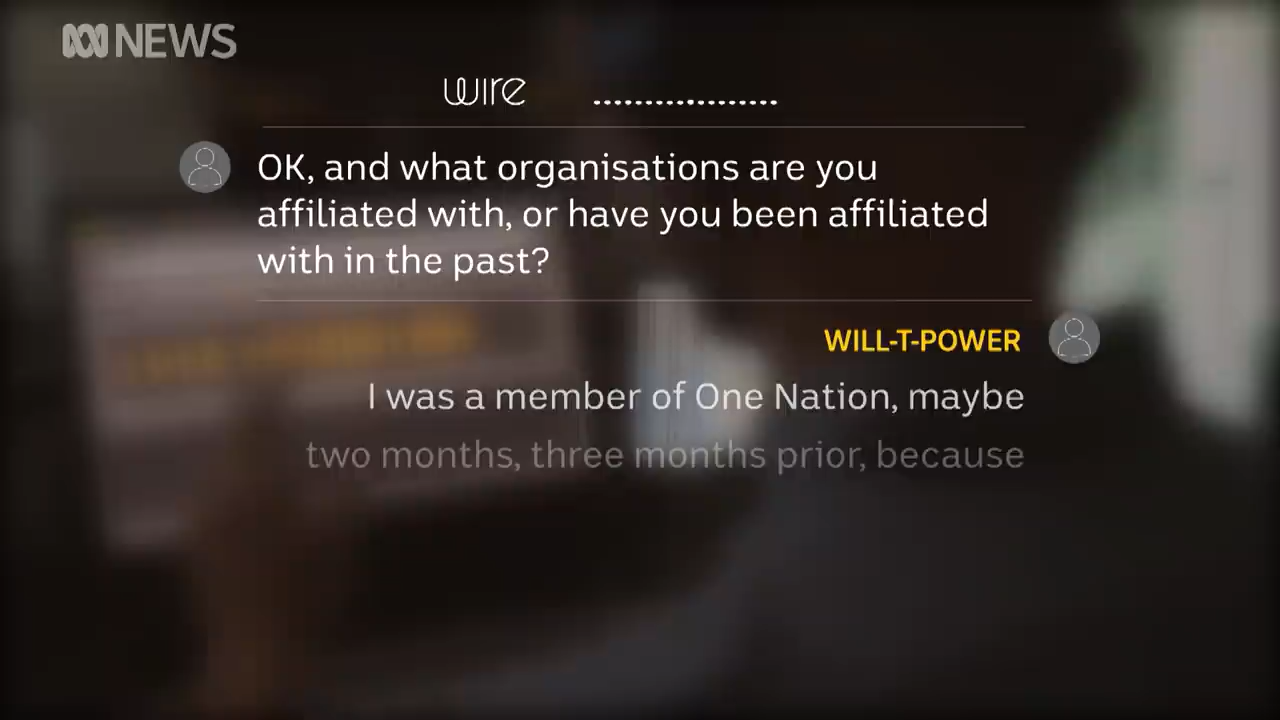 NEWS
wire
OK, and what organisations are you
affiliated with, or have you been affiliated
with in the past?
WILL-T-POWER
I was a member of One Nation, maybe
two months, three months prior, because